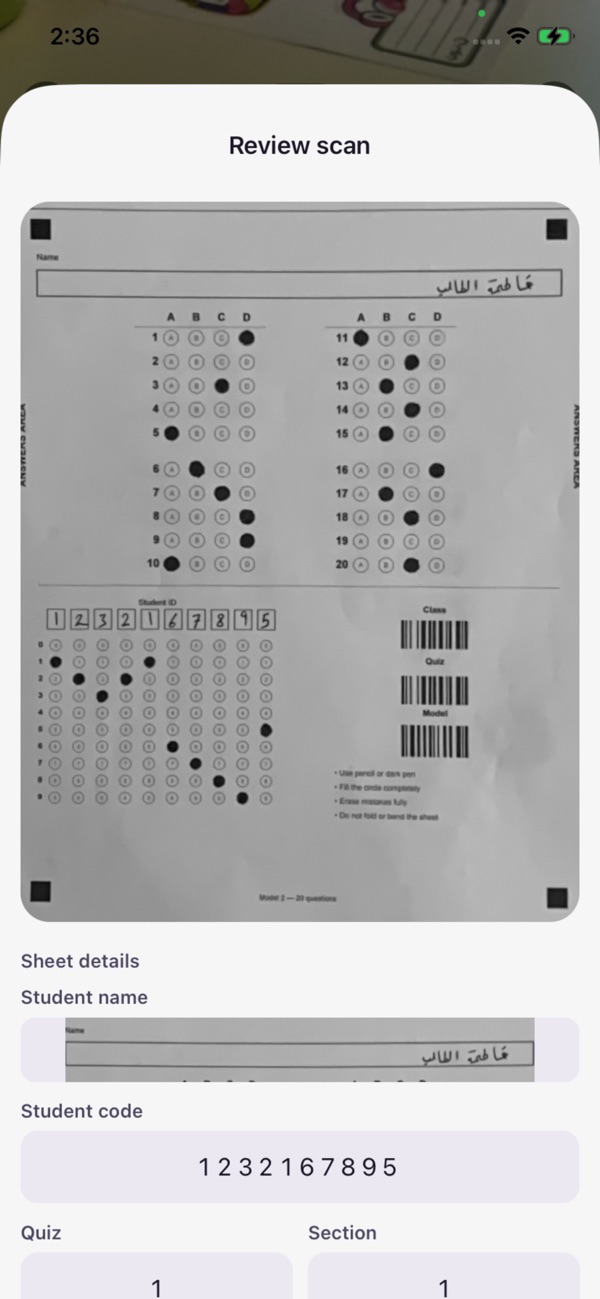 2:36
Review scan
Name
فاطمة الطالب
A B C D
1 A B C
2 A B C D
3 A B D
4 A B C D
5 B C D
6 A C D
7 A B D
8 A B C
9 A B C
10 B C D
A B C D
11 B C D
12 A B D
13 A C D
14 A B D
15 A C D
16 A B C
17 A C D
18 A B D
19 A B C D
20 A B D
ANSWERS AREA
ANSWERS AREA
Student ID
1 2 3 2 1 6 7 8 9 5
0
1
2
3
4
5
6
7
8
9
Class
Quiz
Model
• Use pencil or dark pen
• Fill the circle completely
• Erase mistakes fully
• Do not fold or bend the sheet
Model 2 — 20 questions
Sheet details
Student name
Name
فاطمة الطالب
Student code
1 2 3 2 1 6 7 8 9 5
Quiz
Section
1
1